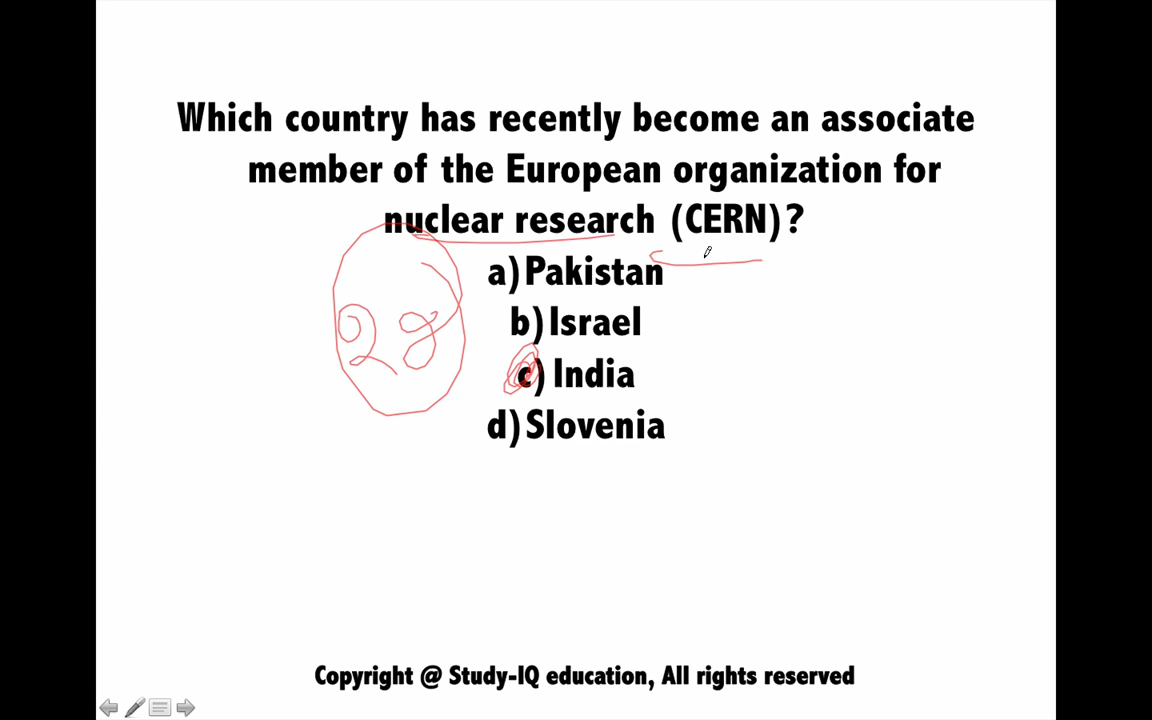 Which country has recently become an associate
member of the European organization for
nuclear research (CERN)?
a) Pakistan
b) Israel
28
c) India
d) Slovenia
Copyright @ Study-IQ education, All rights reserved